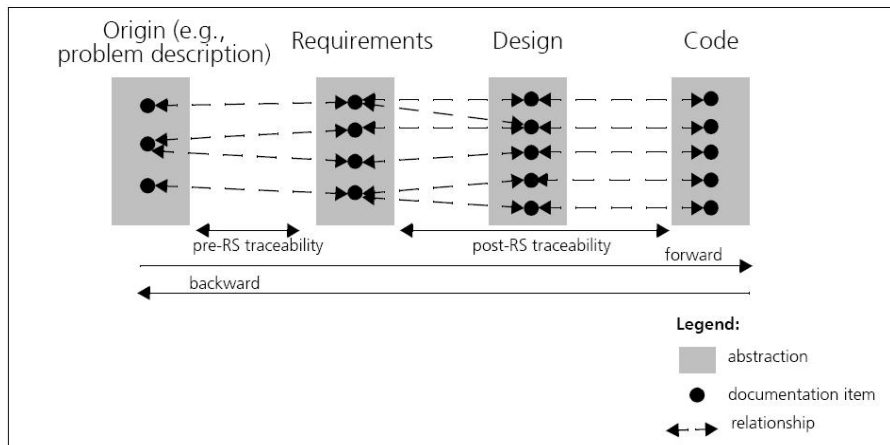 Origin (e.g.,
problem description)
Requirements
Design
Code
pre-RS traceability
post-RS traceability
forward
backward
Legend:
abstraction
documentation item
relationship